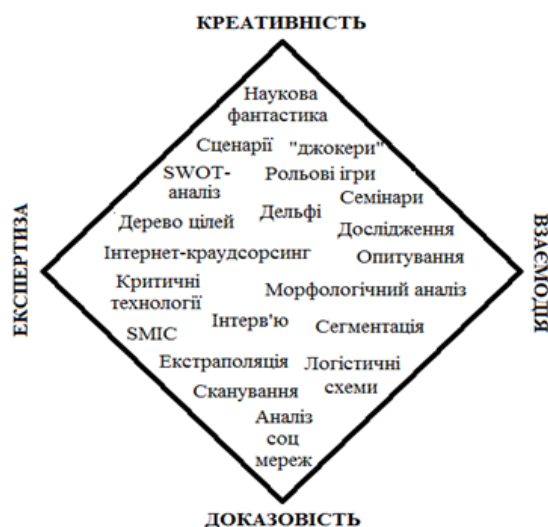 КРЕАТИВНІСТЬ
Наукова
фантастика
Сценарії "джокери"
SWOT-
аналіз
Рольові ігри
Семінари
Дерево цілей
Дельфі
Дослідження
Інтернет-краудсорсинг
Опитування
ЕКСПЕРТИЗА
ВЗАЄМОДІЯ
Критичні
технології
Морфологічний аналіз
SMIC
Інтерв'ю
Сегментація
Екстраполяція
Логістичні
схеми
Сканування
Аналіз
соц
мереж
ДОКАЗОВІСТЬ